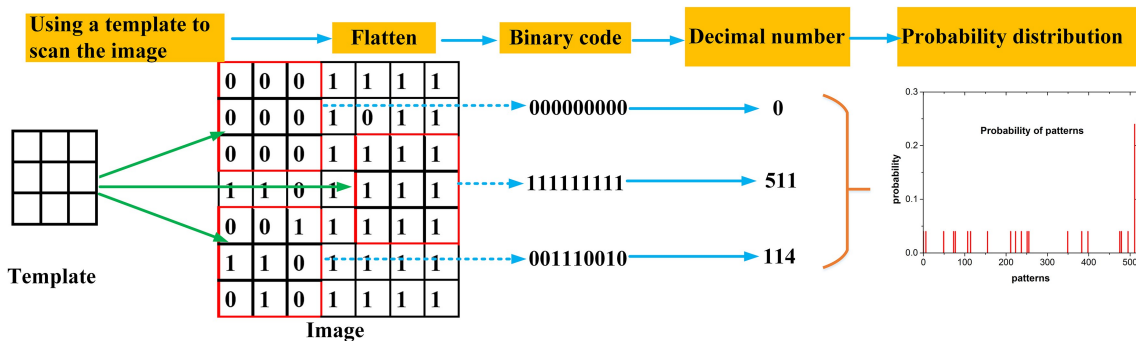 Using a template to
scan the image
Flatten
Binary code
Decimal number
Probability distribution
Template
0 0 0 1 1 1 1
0 0 0 1 0 1 1
0 0 0 1 1 1 1
1 1 0 1 1 1 1
0 0 1 1 1 1 1
1 1 0 1 1 1 1
0 1 0 1 1 1 1
Image
000000000
0
111111111
511
001110010
114
Probability of patterns
probability
0.3
0.2
0.1
0.0
0 100 200 300 400 500
patterns